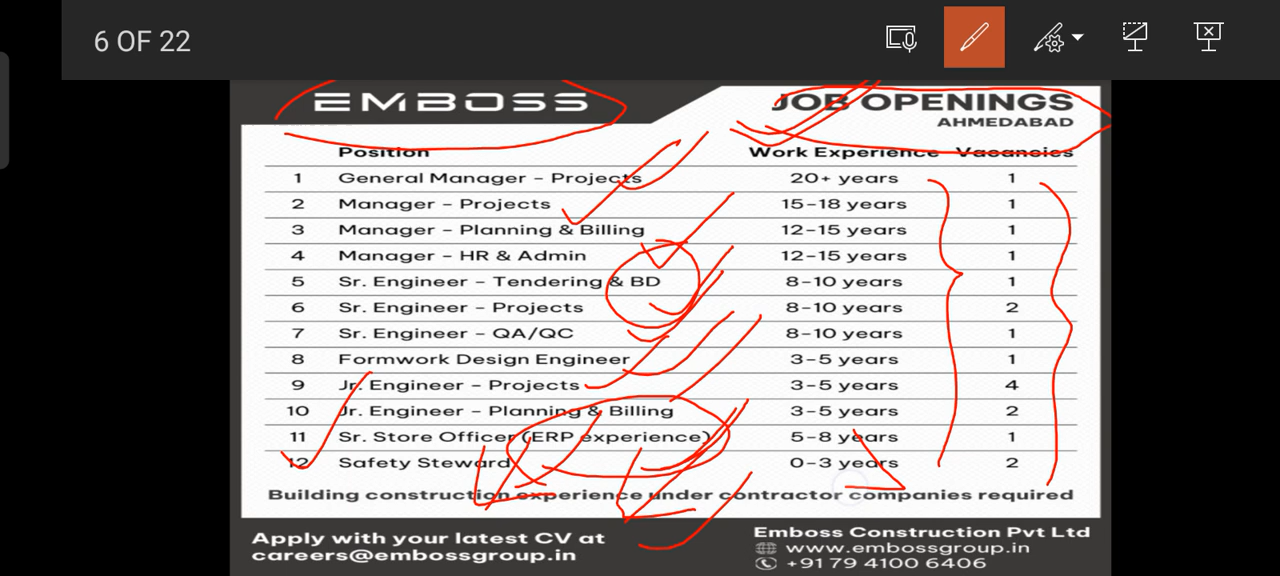 6 OF 22
EMBOSS
JOB OPENINGS
AHMEDABAD
Position Work Experience Vacancies
1 General Manager - Projects 20+ years 1
2 Manager - Projects 15-18 years 1
3 Manager - Planning & Billing 12-15 years 1
4 Manager - HR & Admin 12-15 years 1
5 Sr. Engineer - Tendering & BD 8-10 years 1
6 Sr. Engineer - Projects 8-10 years 2
7 Sr. Engineer - QA/QC 8-10 years 1
8 Formwork Design Engineer 3-5 years 1
9 Jr. Engineer - Projects 3-5 years 4
10 Jr. Engineer - Planning & Billing 3-5 years 2
11 Sr. Store Officer (ERP experience) 5-8 years 1
12 Safety Steward 0-3 years 2
Building construction experience under contractor companies required
Apply with your latest CV at
careers@embossgroup.in
Emboss Construction Pvt Ltd
www.embossgroup.in
+91 79 4100 6406